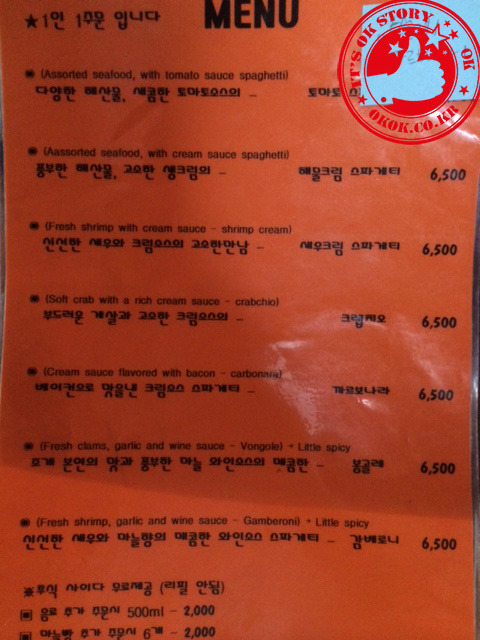 ★1인 1주문 입니다
MENU
IT'S OK STORY
OK
OKOK.CO.KR
(Assorted seafood, with tomato sauce spaghetti)
다양한 해산물, 새콤한 토마토소스의 – 토마토 스
(Aassorted seafood, with cream sauce spaghetti)
풍부한 해산물, 고소한 생크림의 – 해물크림 스파게티 6,500
(Fresh shrimp with cream sauce - shrimp cream)
신선한 새우와 크림소스의 고소한만남 – 새우크림 스파게티 6,500
(Soft crab with a rich cream sauce - crabchio)
부드러운 게살과 고소한 크림소스의 – 크랩끼오 6,500
(Cream sauce flavored with bacon - carbonara)
베이컨으로 맛을낸 크림소스 스파게티 – 까르보나라 6,500
(Fresh clams, garlic and wine sauce - Vongole) + Little spicy
조개 본연의 맛과 풍부한 마늘 와인소스의 매콤한 – 봉골레 6,500
(Fresh shrimp, garlic and wine sauce - Gamberoni) + Little spicy
신선한 새우와 마늘향의 매콤한 와인소스 스파게티 – 감베로니 6,500
※후식 사이다 무료제공 (리필 안됨)
음료 추가 주문시 500ml – 2,000
마늘빵 추가 주문시 6개 – 2,000